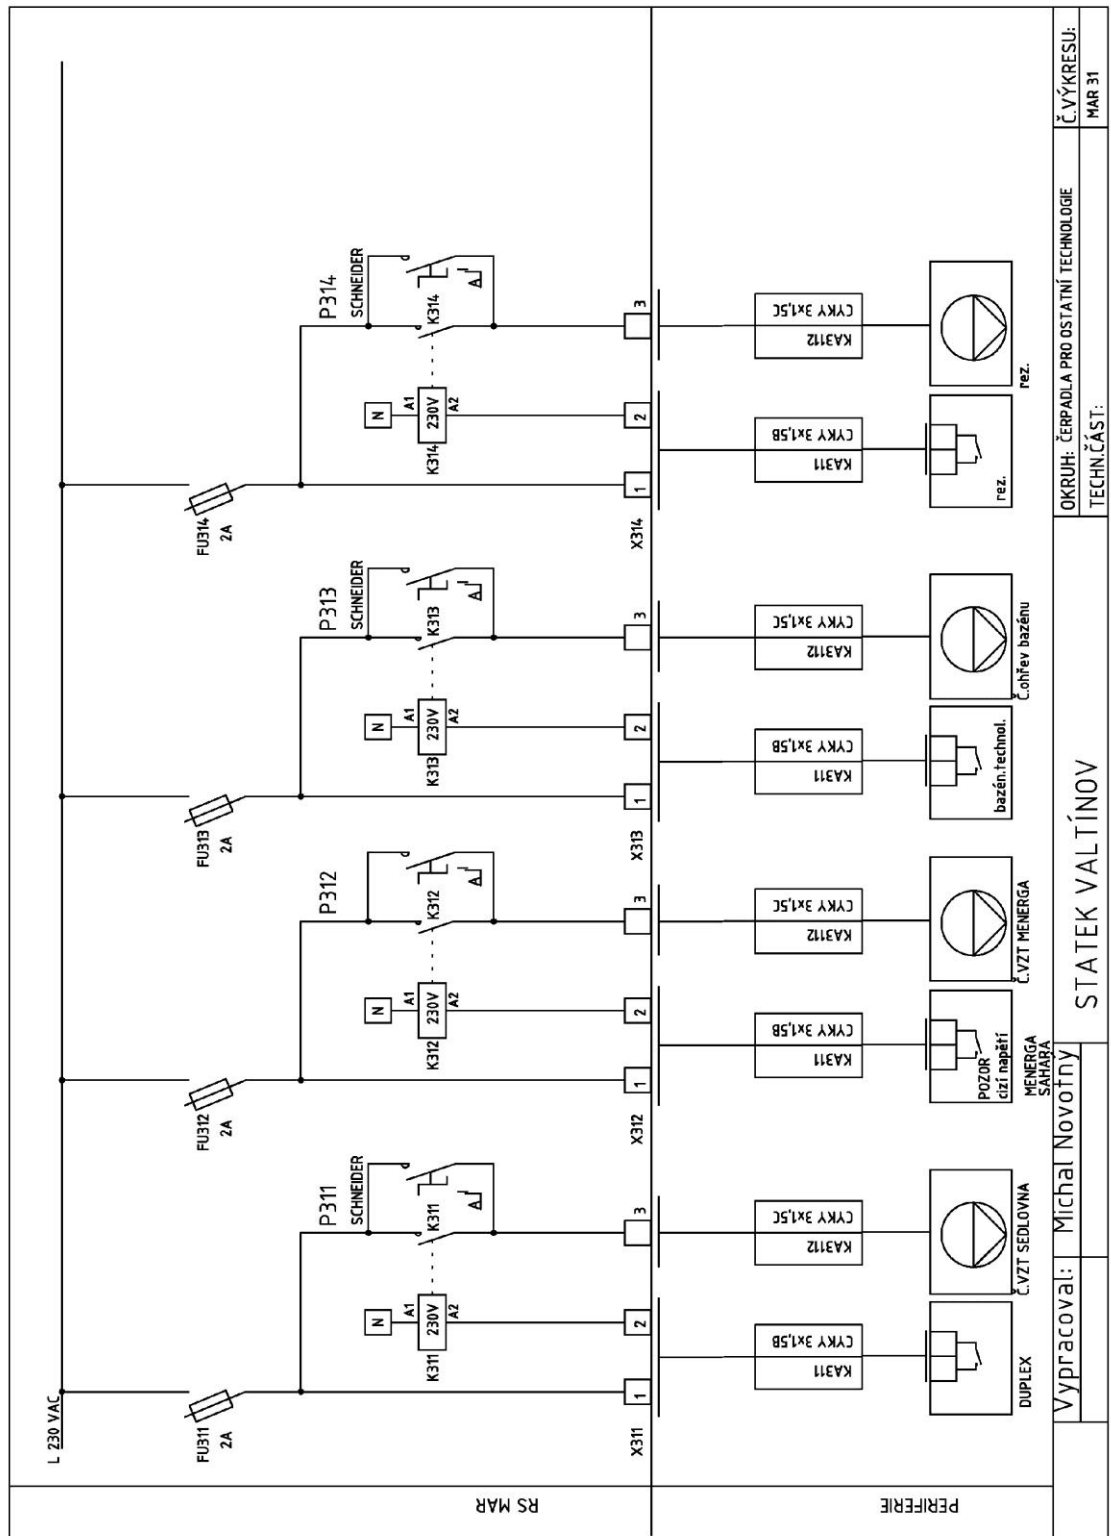 L 230 VAC
FU311
2A
P311
SCHNEIDER
N
A1
230V
A2
K311
K311
X311
1
2
3
KA311
CYKY 3x1,5B
KA3112
CYKY 3x1,5C
DUPLEX
Č.VZT SEDLOVNA
FU312
2A
P312
N
A1
230V
A2
K312
K312
X312
1
2
3
KA311
CYKY 3x1,5B
KA3112
CYKY 3x1,5C
POZOR
cizí napětí
MENERGA
SAHARA
Č.VZT MENERGA
FU313
2A
P313
SCHNEIDER
N
A1
230V
A2
K313
K313
X313
1
2
3
KA311
CYKY 3x1,5B
KA3112
CYKY 3x1,5C
bazén.technol.
Č.ohřev bazénu
FU314
2A
P314
SCHNEIDER
N
A1
230V
A2
K314
K314
X314
1
2
3
KA311
CYKY 3x1,5B
KA3112
CYKY 3x1,5C
rez.
rez.
RS MAR
PERIFERIE
Vypracoval:
Michal Novotný
STATEK VALTÍNOV
OKRUH: ČERPADLA PRO OSTATNÍ TECHNOLOGIE
TECHN.ČÁST:
Č.VÝKRESU:
MAR 31